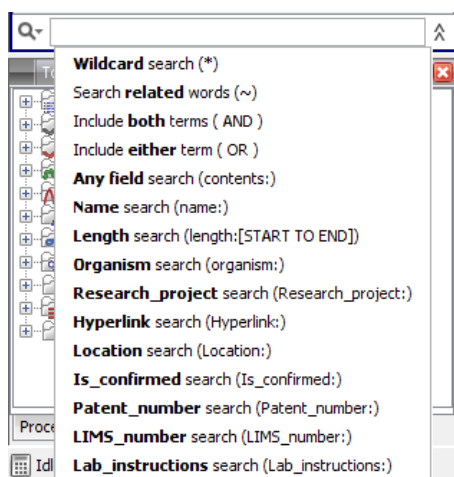 To
Wildcard search (*)
Search related words (~)
Include both terms ( AND )
Include either term ( OR )
Any field search (contents:)
Name search (name:)
Length search (length:[START TO END])
Organism search (organism:)
Research_project search (Research_project:)
Hyperlink search (Hyperlink:)
Location search (Location:)
Is_confirmed search (Is_confirmed:)
Patent_number search (Patent_number:)
Proce
LIMS_number search (LIMS_number:)
Idl
Lab_instructions search (Lab_instructions:)